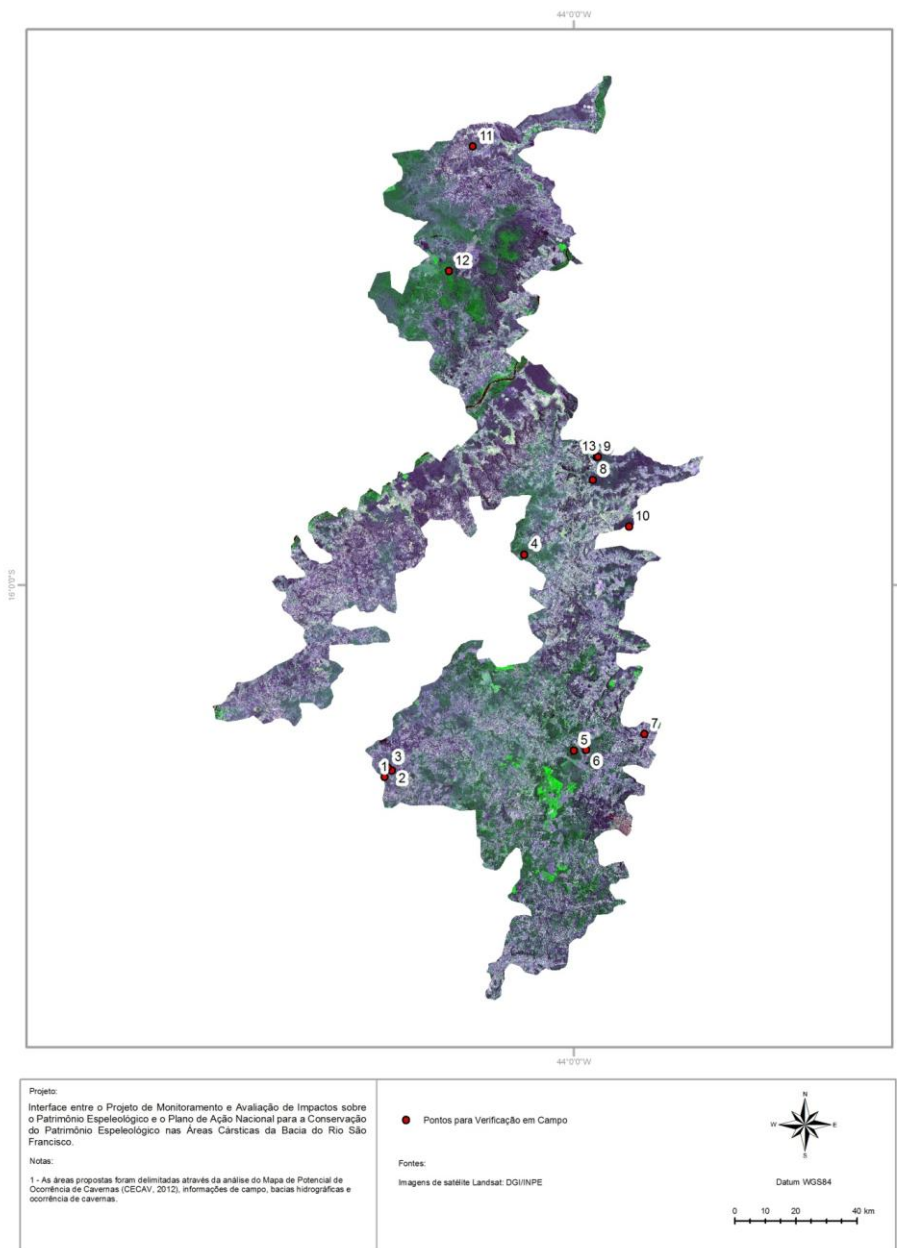 44°0'0"W
11
12
13 9
8
10
4
16°0'0"S
7
5
6
3
1
2
44°0'0"W
Projeto:
Interface entre o Projeto de Monitoramento e Avaliação de Impactos sobre
o Patrimônio Espeleológico e o Plano de Ação Nacional para a Conservação
do Patrimônio Espeleológico nas Áreas Cársticas da Bacia do Rio São
Francisco.
Notas:
1 - As áreas propostas foram delimitadas através da análise do Mapa de Potencial de
Ocorrência de Cavernas (CECAV, 2012), informações de campo, bacias hidrográficas e
ocorrência de cavernas.
Pontos para Verificação em Campo
Fontes:
Imagens de satélite Landsat: DGI/INPE
N
W E
S
Datum WGS84
0 10 20 40 km